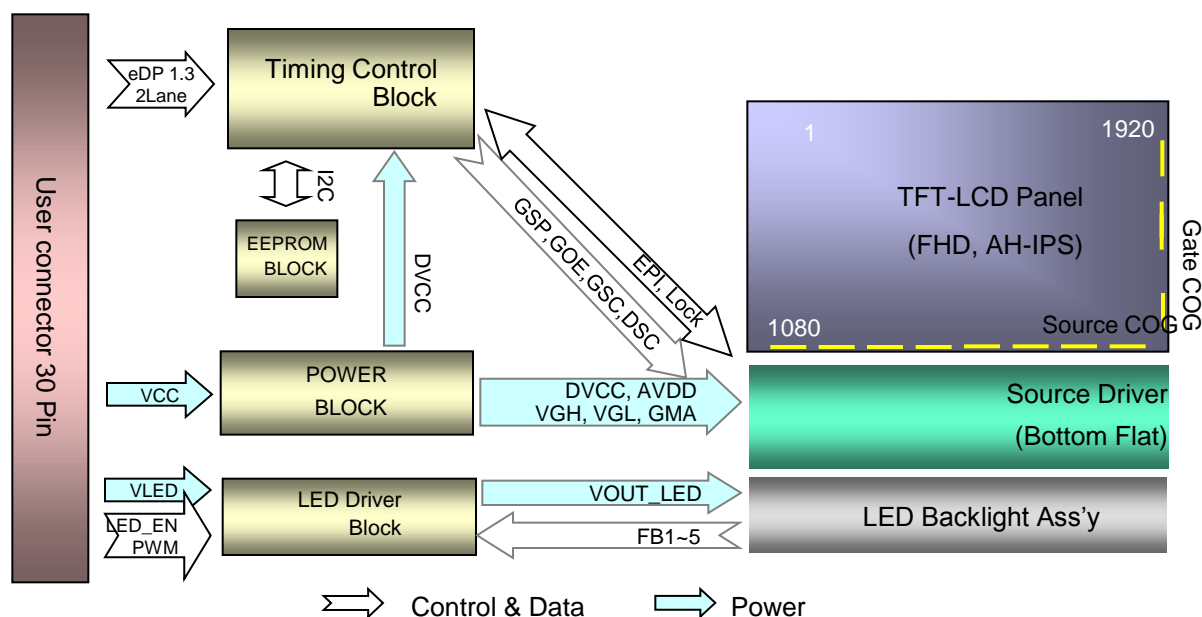 User connector 30 Pin
eDP 1.3
2Lane
Timing Control
Block
I2C
EEPROM
BLOCK
DVCC
GSP,GOE,GSC,DSC
EPI, Lock
1
1920
TFT-LCD Panel
(FHD, AH-IPS)
1080
Source COG
Gate COG
VCC
POWER
BLOCK
DVCC, AVDD
VGH, VGL, GMA
Source Driver
(Bottom Flat)
VLED
LED_EN
PWM
LED Driver
Block
VOUT_LED
FB1~5
LED Backlight Ass'y
Control & Data
Power